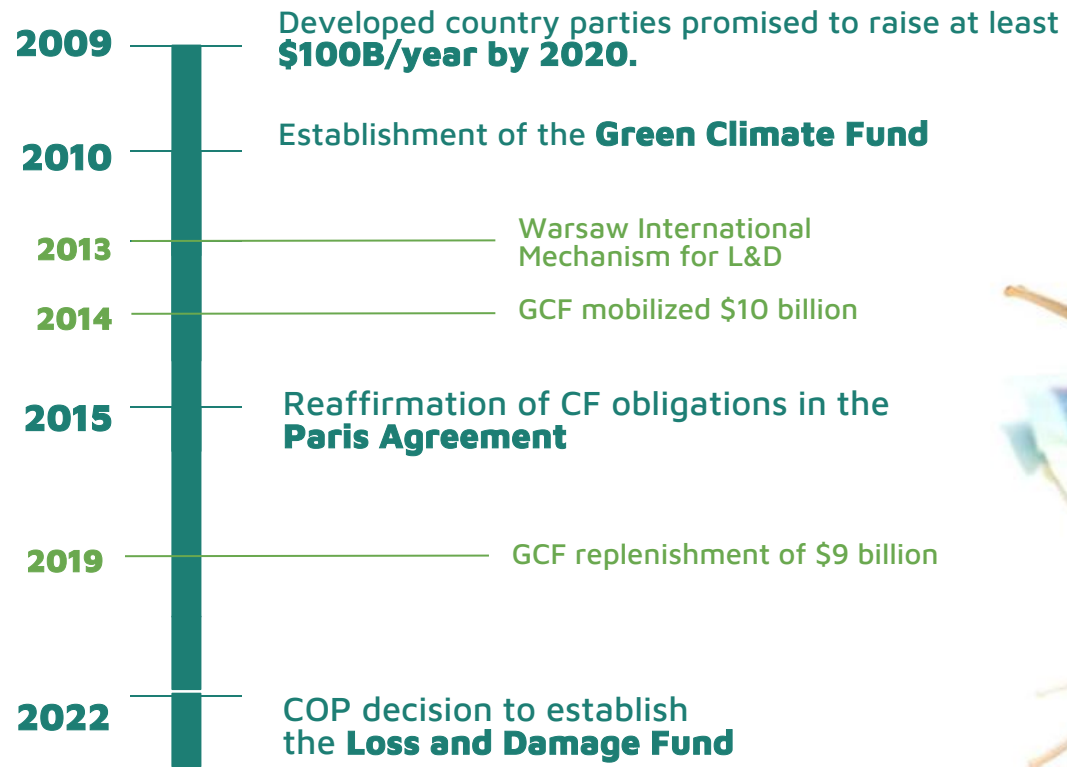 2009
Developed country parties promised to raise at least
$100B/year by 2020.
2010
Establishment of the Green Climate Fund
2013
Warsaw International
Mechanism for L&D
2014
GCF mobilized $10 billion
2015
Reaffirmation of CF obligations in the
Paris Agreement
2019
GCF replenishment of $9 billion
2022
COP decision to establish
the Loss and Damage Fund